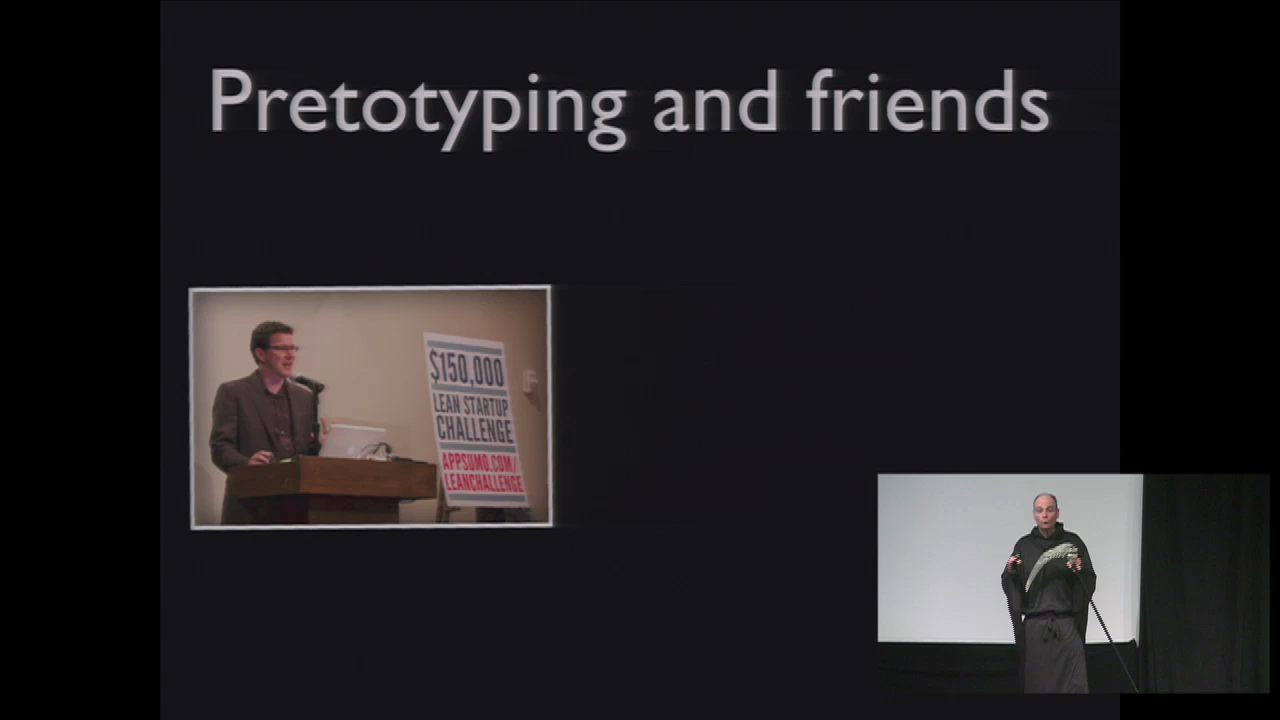 Pretotyping and friends
$150,000
LEAN STARTUP
CHALLENGE
APPSUMO.COM/
LEANCHALLENGE